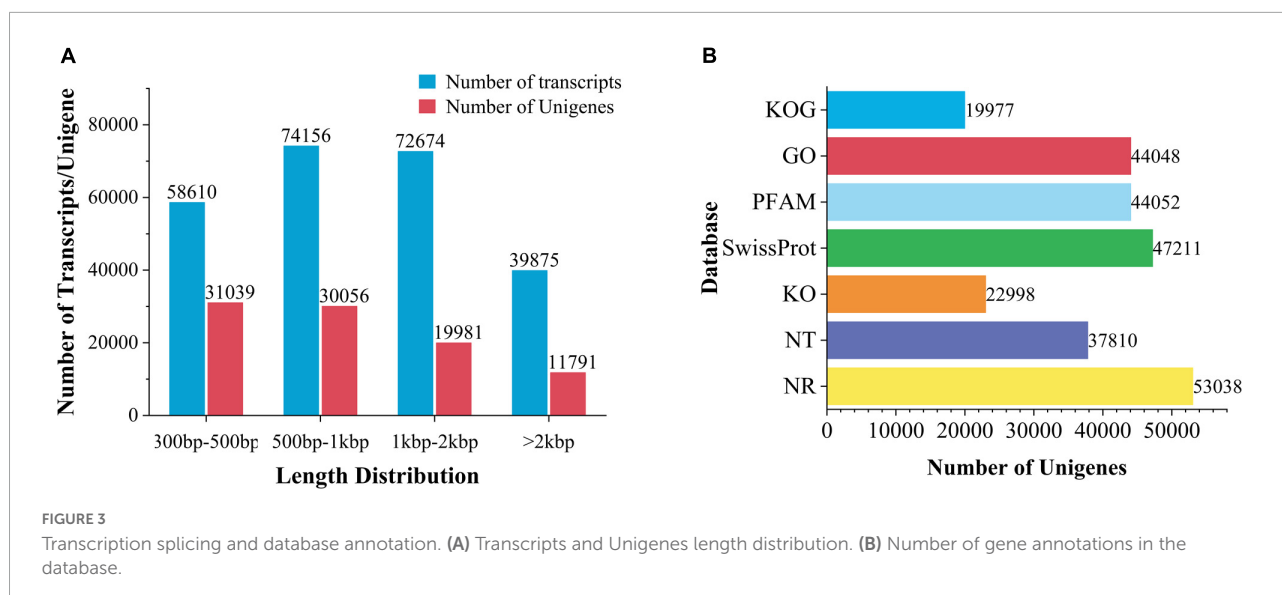 A
Number of transcripts
Number of Unigenes
Number of Transcripts/Unigene
80000
60000
40000
20000
0
58610
31039
74156
30056
72674
19981
39875
11791
300bp-500bp
500bp-1kbp
1kbp-2kbp
>2kbp
Length Distribution
B
Database
KOG
19977
GO
44048
PFAM
44052
SwissProt
47211
KO
22998
NT
37810
NR
53038
0
10000
20000
30000
40000
50000
Number of Unigenes
FIGURE 3
Transcription splicing and database annotation. (A) Transcripts and Unigenes length distribution. (B) Number of gene annotations in the
database.